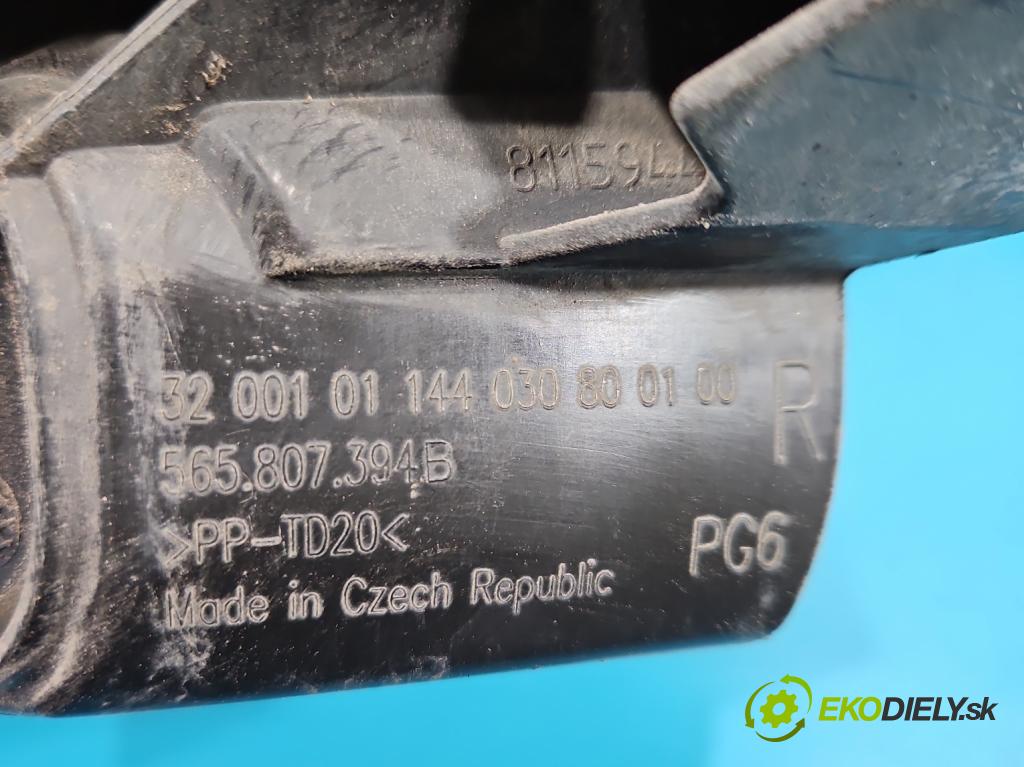 32 001 01 144 030 80 01 00
R
565.807.394B
>PP-TD20<
PG6
Made in Czech Republic
EKODIELY.sk